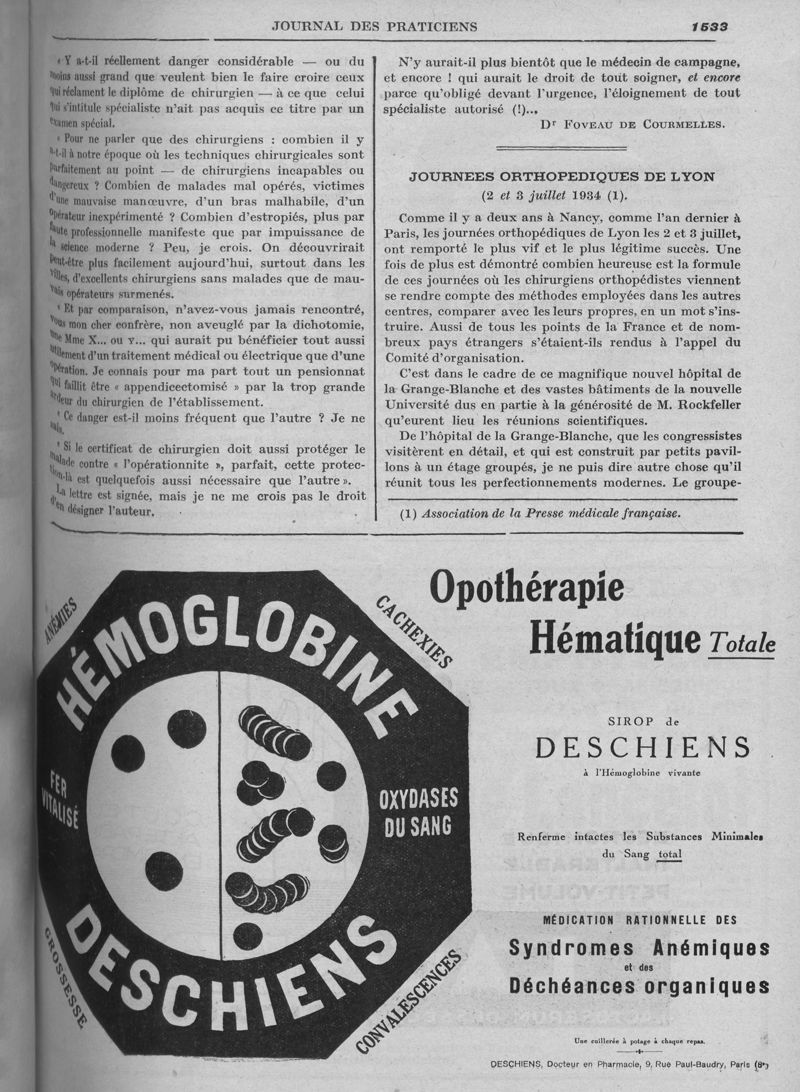 JOURNAL DES PRATICIENS
1533
« Y a-t-il réellement danger considérable — ou du
moins aussi grand que veulent bien le faire croire ceux
qui réclament le diplôme de chirurgien — à ce que celui
qui s'intitule spécialiste n'ait pas acquis ce titre par un
examen spécial.
« Pour ne parler que des chirurgiens : combien il y
a-t-il à notre époque où les techniques chirurgicales sont
parfaitement au point — de chirurgiens incapables ou
dangereux ? Combien de malades mal opérés, victimes
d'une mauvaise manœuvre, d'un bras malhabile, d'un
opérateur inexpérimenté ? Combien d'estropiés, plus par
faute professionnelle manifeste que par impuissance de
la science moderne ? Peu, je crois. On découvrirait
peut-être plus facilement aujourd'hui, surtout dans les
villes, d'excellents chirurgiens sans malades que de mau-
vais opérateurs surmenés.
« Et par comparaison, n'avez-vous jamais rencontré,
vous mon cher confrère, non aveuglé par la dichotomie,
une Mme X... ou Y... qui aurait pu bénéficier tout aussi
utilement d'un traitement médical ou électrique que d'une
opération. Je connais pour ma part tout un pensionnat
qui faillit être « appendicectomisé » par la trop grande
ardeur du chirurgien de l'établissement.
« Ce danger est-il moins fréquent que l'autre ? Je ne
sais.
« Si le certificat de chirurgien doit aussi protéger le
malade contre « l'opérationnite », parfait, cette protec-
tion-là est quelquefois aussi nécessaire que l'autre ».
La lettre est signée, mais je ne me crois pas le droit
d'en désigner l'auteur.
N'y aurait-il plus bientôt que le médecin de campagne,
et encore ! qui aurait le droit de tout soigner, et encore
parce qu'obligé devant l'urgence, l'éloignement de tout
spécialiste autorisé (!)...
Dr FOVEAU DE COURMELLES.
JOURNEES ORTHOPEDIQUES DE LYON
(2 et 3 juillet 1934 (1).
Comme il y a deux ans à Nancy, comme l'an dernier à
Paris, les journées orthopédiques de Lyon les 2 et 3 juillet,
ont remporté le plus vif et le plus légitime succès. Une
fois de plus est démontré combien heureuse est la formule
de ces journées où les chirurgiens orthopédistes viennent
se rendre compte des méthodes employées dans les autres
centres, comparer avec les leurs propres, en un mot s'ins-
truire. Aussi de tous les points de la France et de nom-
breux pays étrangers s'étaient-ils rendus à l'appel du
Comité d'organisation.
C'est dans le cadre de ce magnifique nouvel hôpital de
la Grange-Blanche et des vastes bâtiments de la nouvelle
Université dus en partie à la générosité de M. Rockfeller
qu'eurent lieu les réunions scientifiques.
De l'hôpital de la Grange-Blanche, que les congressistes
visitèrent en détail, et qui est construit par petits pavil-
lons à un étage groupés, je ne puis dire autre chose qu'il
réunit tous les perfectionnements modernes. Le groupe-
(1) Association de la Presse médicale française.
ANÉMIES
CACHEXIES
HÉMOGLOBINE
FER
VITALISÉ
OXYDASES
DU SANG
DESCHIENS
GROSSESSE
CONVALESCENCES
Opothérapie
Hématique Totale
SIROP de
DESCHIENS
à l'Hémoglobine vivante
Renferme intactes les Substances Minimales
du Sang total
MÉDICATION RATIONNELLE DES
Syndromes Anémiques
et des
Déchéances organiques
Une cuillerée à potage à chaque repas.
DESCHIENS, Docteur en Pharmacie, 9, Rue Paul-Baudry, Paris (8e)